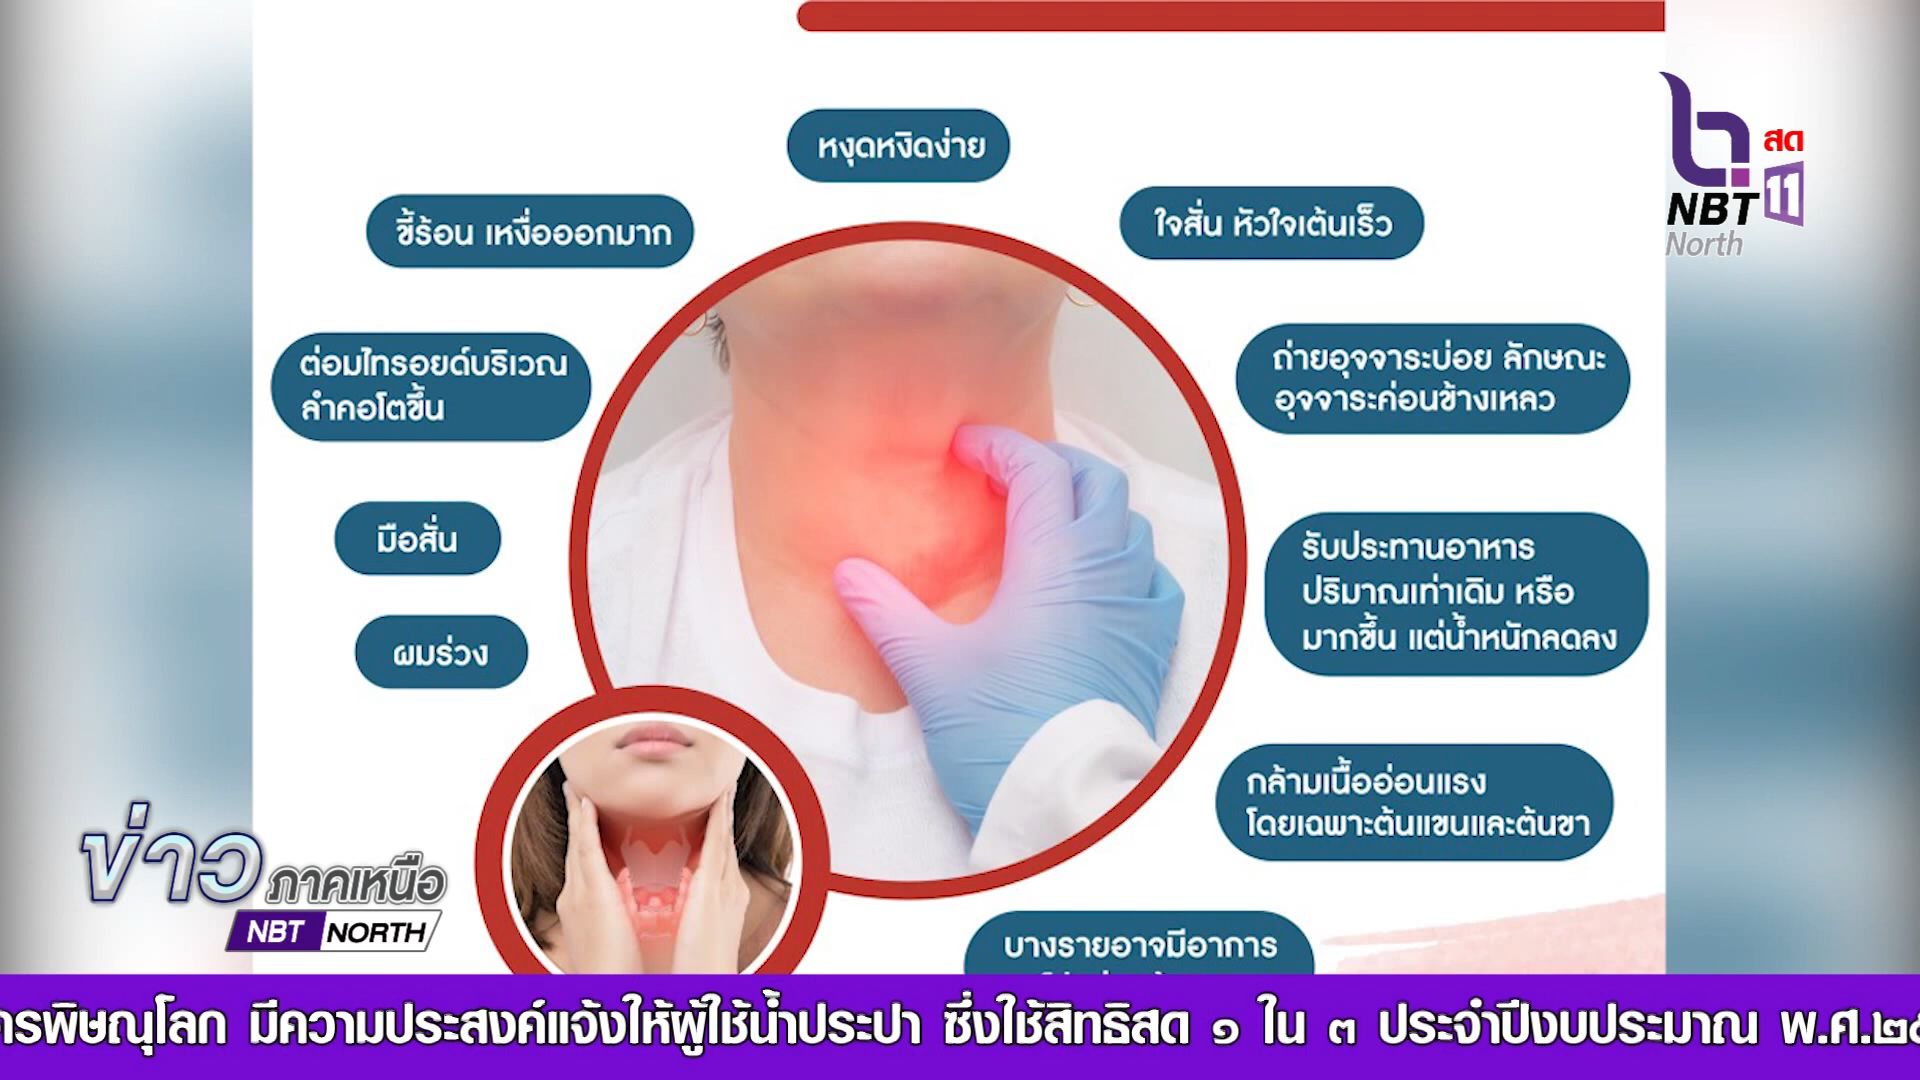 หงุดหงิดง่าย
ขี้ร้อน เหงื่อออกมาก
ใจสั่น หัวใจเต้นเร็ว
ต่อมไทรอยด์บริเวณ
ลำคอโตขึ้น
ถ่ายอุจจาระบ่อย ลักษณะ
อุจจาระค่อนข้างเหลว
มือสั่น
รับประทานอาหาร
ปริมาณเท่าเดิม หรือ
มากขึ้น แต่น้ำหนักลดลง
ผมร่วง
กล้ามเนื้ออ่อนแรง
โดยเฉพาะต้นแขนและต้นขา
บางรายอาจมีอาการ
สด
NBT 11
North
ข่าว ภาคเหนือ
NBT NORTH
ารพิษณุโลก มีความประสงค์แจ้งให้ผู้ใช้น้ำประปา ซึ่งใช้สิทธิสด ๑ ใน ๓ ประจำปีงบประมาณ พ.ศ.๒๕